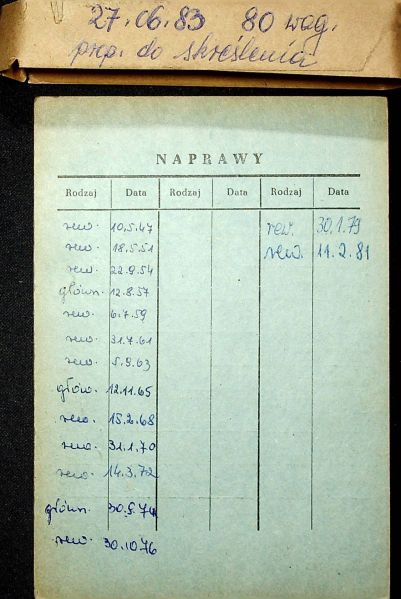 27.06.83 80 wag.
prop. do skreślenia
NAPRAWY
Rodzaj Data Rodzaj Data Rodzaj Data
rew. 10.5.47 rew. 30.1.79
rew. 18.5.51 rew. 11.2.81
rew. 22.9.54
główn. 12.8.57
rew. 6.7.59
rew. 31.7.61
rew. 5.9.63
głów. 12.11.65
rew. 15.2.68
rew. 31.1.70
rew. 14.3.72
główn. 30.5.74
rew. 30.10.76